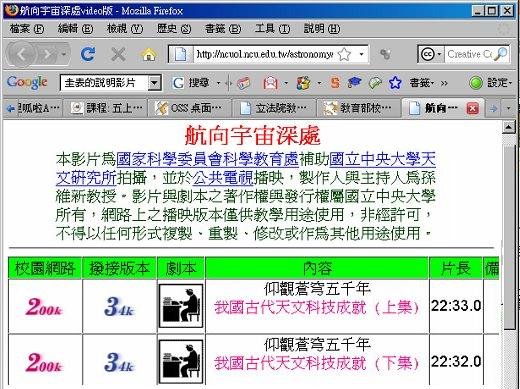 航向宇宙深處video版 - Mozilla Firefox
檔案(F) 編輯(E) 檢視(V) 歷史(S) 書籤(B) 工具(T) 說明(H)
http://ncuol.ncu.edu.tw/astronomy
Creative Co
Google 圭表的說明影片 搜尋 書籤 設定
課程: 五上... OSS 桌面... 立法院教... 教育部校... 航向...
航向宇宙深處
本影片為國家科學委員會科學教育處補助國立中央大學天
文研究所拍攝，並於公共電視播映，製作人與主持人為孫
維新教授。影片與劇本之著作權與發行權屬國立中央大學
所有，網路上之播映版本僅供教學用途使用，非經許可，
不得以任何形式複製、重製、修改或作為其他用途使用。
校園網路 撥接版本 劇本 內容 片長 備
仰觀蒼穹五千年
200k 34k 我國古代天文科技成就 (上集) 22:33.0
仰觀蒼穹五千年
200k 34k 我國古代天文科技成就 (下集) 22:32.0